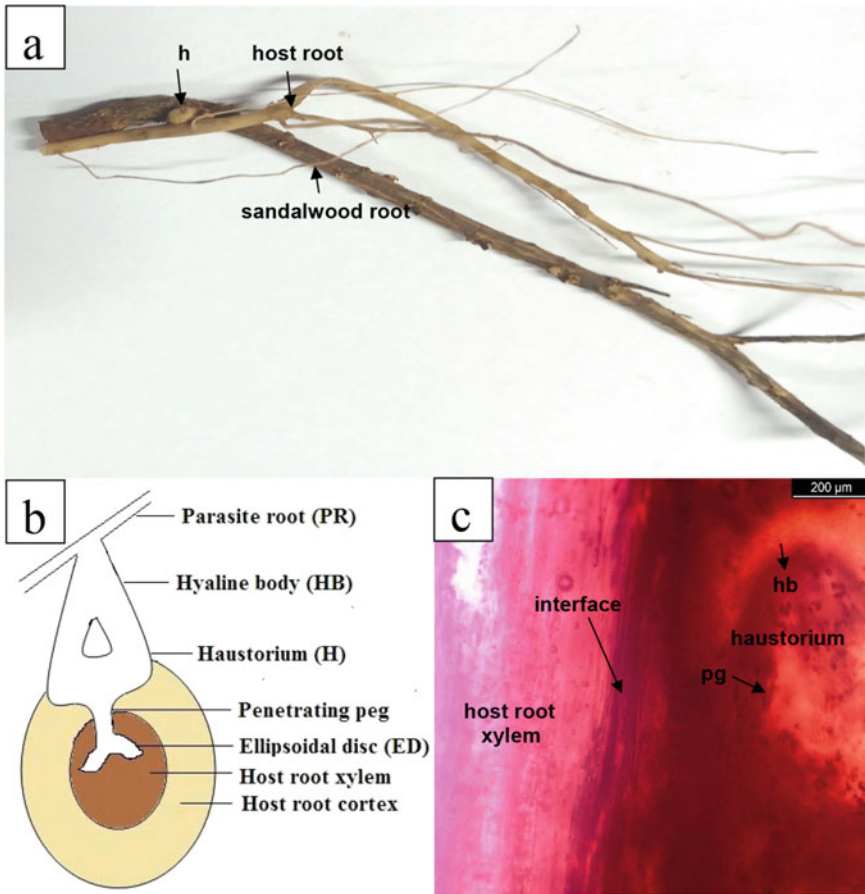 a
h
host root
sandalwood root
b
Parasite root (PR)
Hyaline body (HB)
Haustorium (H)
Penetrating peg
Ellipsoidal disc (ED)
Host root xylem
Host root cortex
c
200 µm
hb
interface
haustorium
pg
host root
xylem